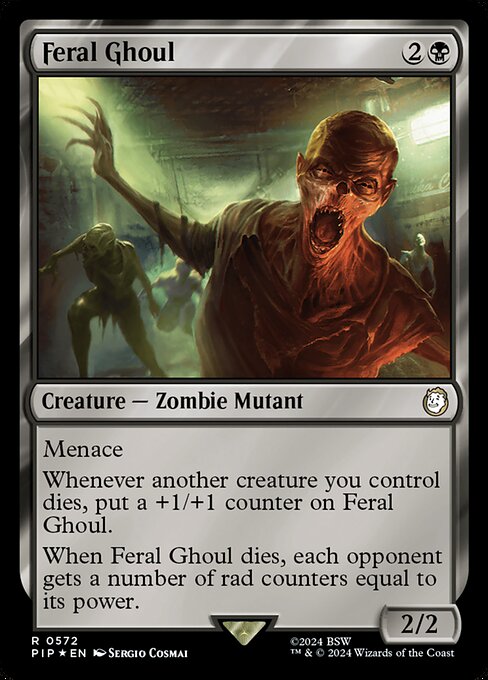 Feral Ghoul 2
Creature — Zombie Mutant
Menace
Whenever another creature you control
dies, put a +1/+1 counter on Feral
Ghoul.
When Feral Ghoul dies, each opponent
gets a number of rad counters equal to
its power.
2/2
R 0572
PIP★EN Sergio Cosmai
©2024 BSW
™ & © 2024 Wizards of the Coast